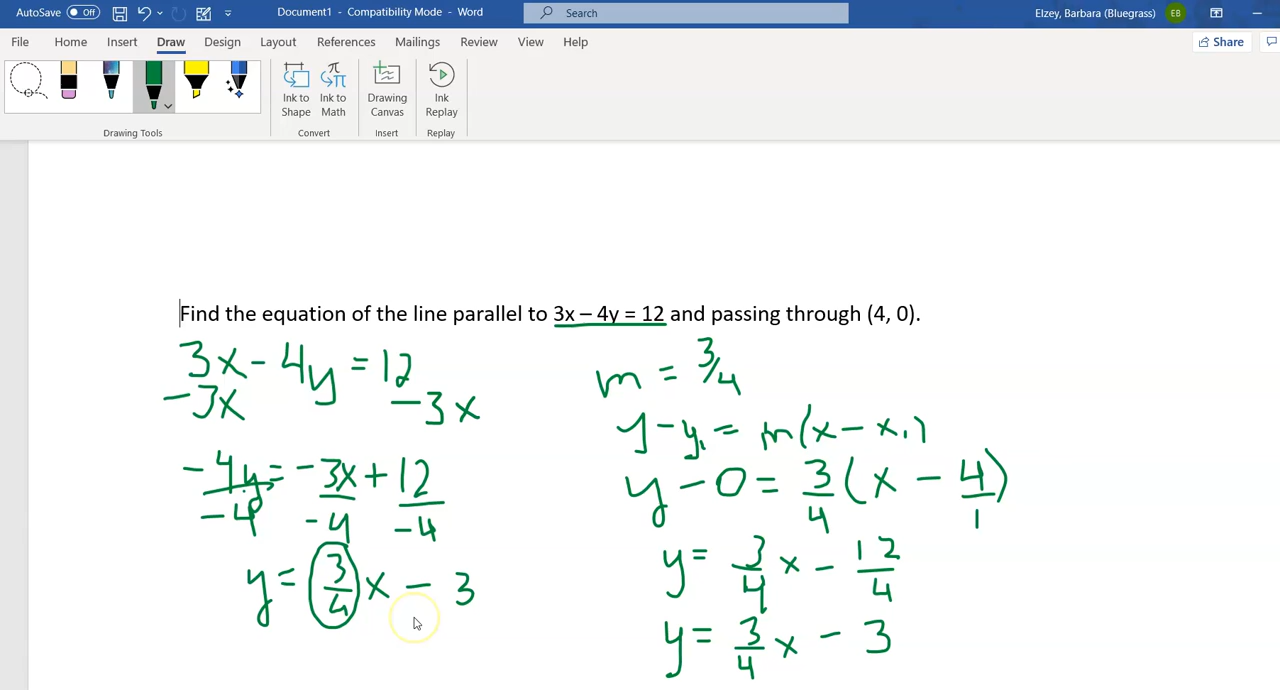 AutoSave Off Document1 - Compatibility Mode - Word Search Elzey, Barbara (Bluegrass) EB
File Home Insert Draw Design Layout References Mailings Review View Help Share
Ink to Shape Ink to Math Drawing Canvas Ink Replay
Drawing Tools Convert Insert Replay
Find the equation of the line parallel to 3x – 4y = 12 and passing through (4, 0).
3x - 4y = 12
-3x -3x
-4y = -3x + 12
-4 -4 -4
y = 3/4 x - 3
m = 3/4
y - y₁ = m(x - x₁)
y - 0 = 3/4 (x - 4/1)
y = 3/4 x - 12/4
y = 3/4 x - 3